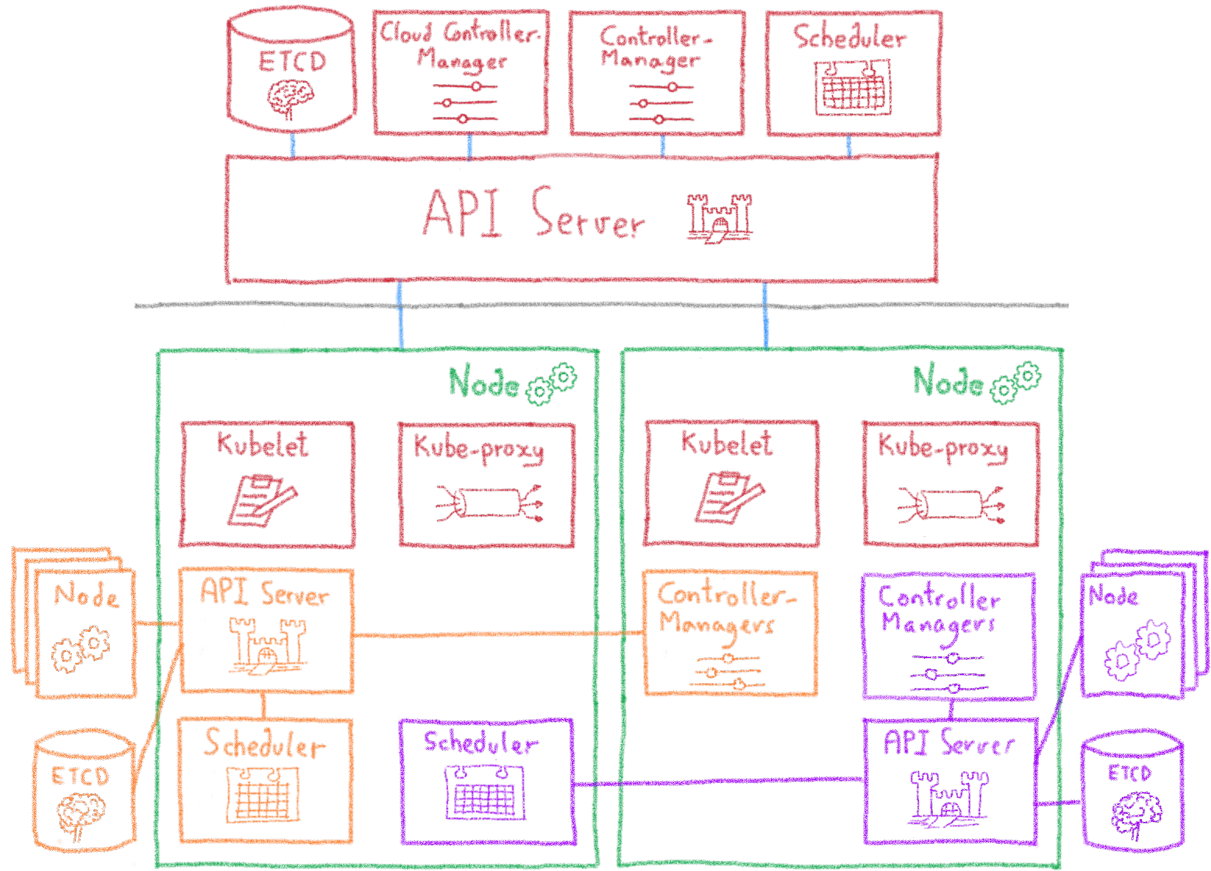 ETCD
Cloud Controller-
Manager
Controller-
Manager
Scheduler
API Server
Node
Node
Kubelet
Kube-proxy
Kubelet
Kube-proxy
Node
API Server
Controller-
Managers
Controller
Managers
Node
ETCD
Scheduler
Scheduler
API Server
ETCD